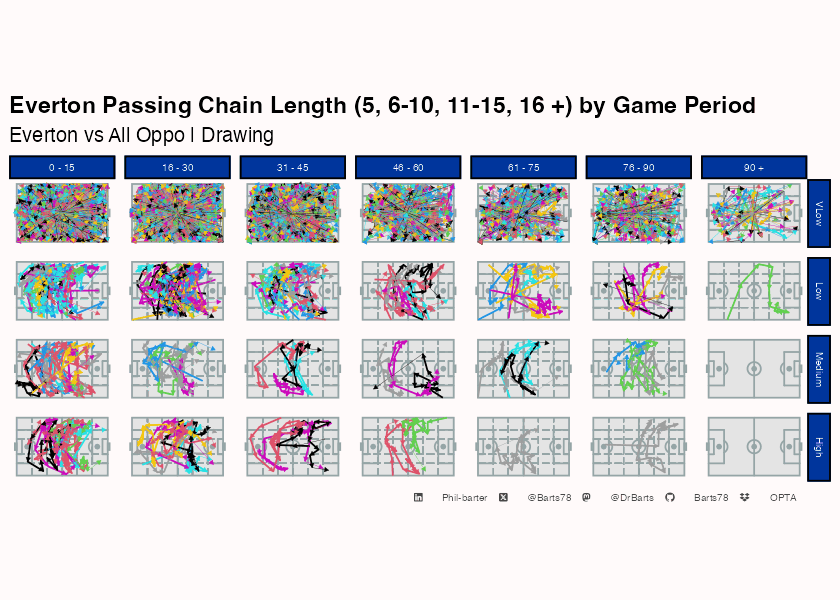 Everton Passing Chain Length (5, 6-10, 11-15, 16 +) by Game Period
Everton vs All Oppo | Drawing
0 - 15 16 - 30 31 - 45 46 - 60 61 - 75 76 - 90 90 +
VLow
Low
Medium
High
Phil-barter @Barts78 @DrBarts Barts78 OPTA